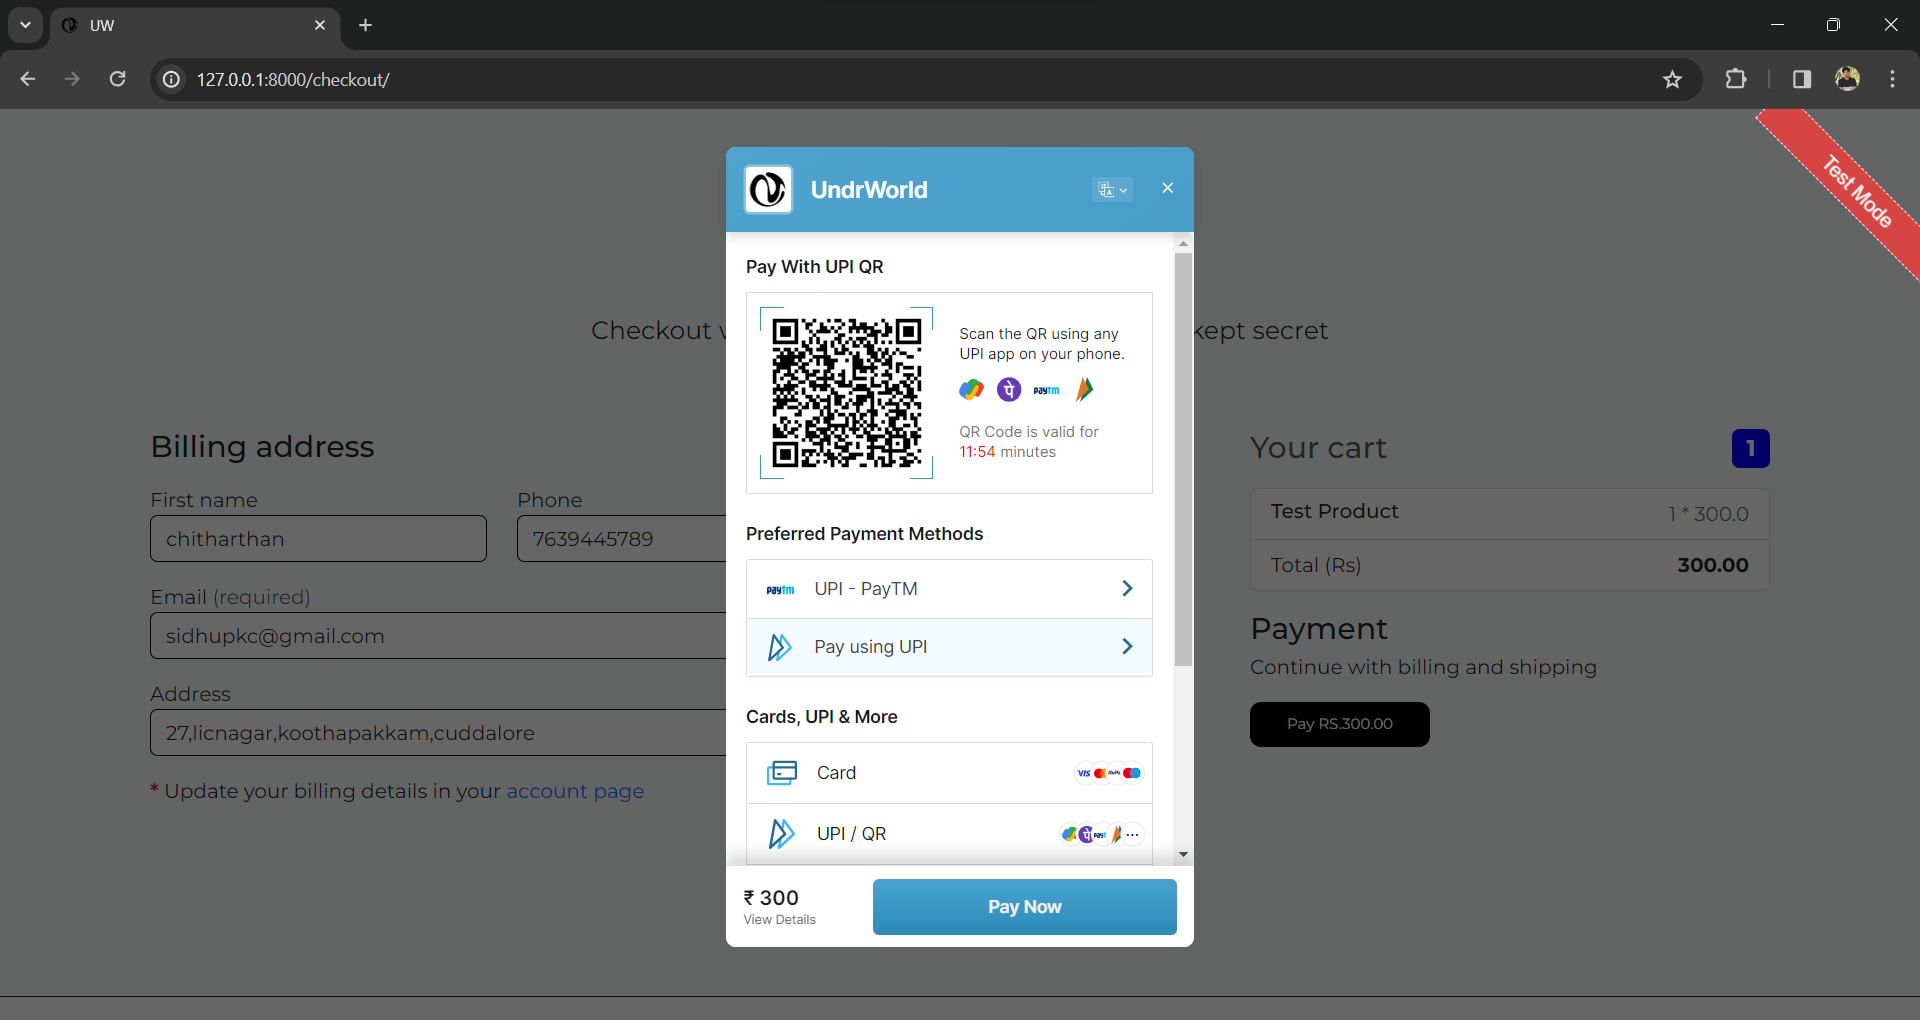 UW
127.0.0.1:8000/checkout/
Test Mode
UndrWorld
Checkout
kept secret
Pay With UPI QR
Scan the QR using any
UPI app on your phone.
paytm
QR Code is valid for
11:54 minutes
Preferred Payment Methods
paytm UPI - PayTM
Pay using UPI
Cards, UPI & More
Card VISA
UPI / QR
₹ 300
View Details
Pay Now
Billing address
First name
chitharthan
Phone
7639445789
Email (required)
sidhupkc@gmail.com
Address
27,licnagar,koothapakkam,cuddalore
* Update your billing details in your account page
Your cart 1
Test Product 1 * 300.0
Total (Rs) 300.00
Payment
Continue with billing and shipping
Pay RS.300.00